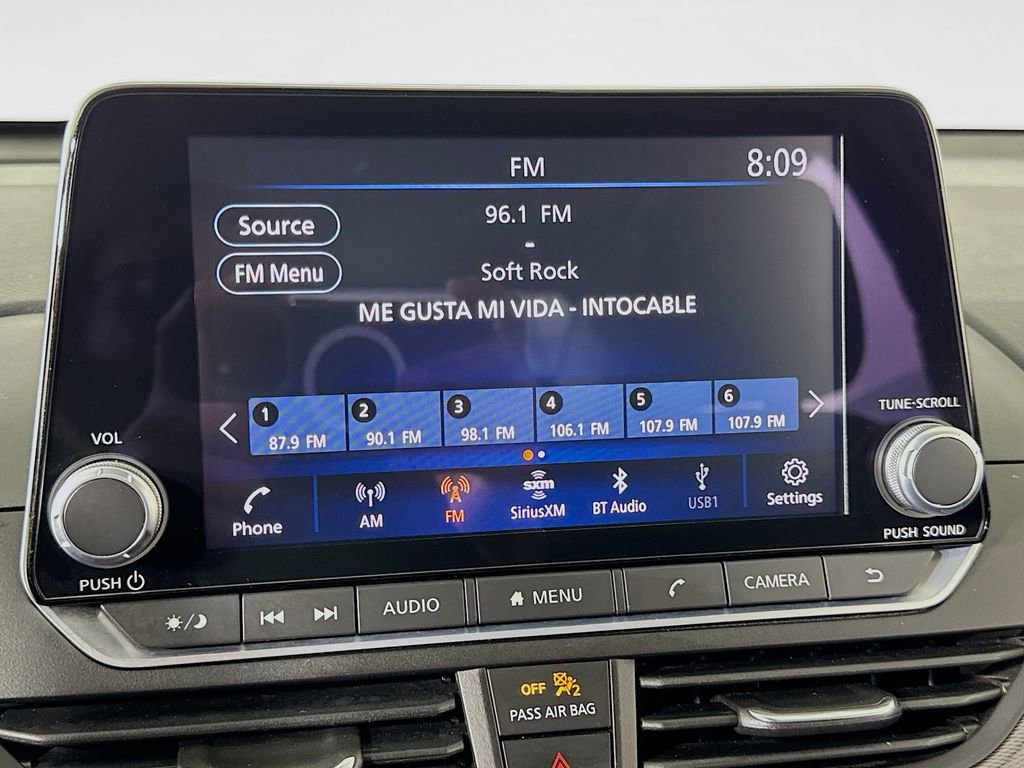 FM
8:09
Source
96.1 FM
-
FM Menu
Soft Rock
ME GUSTA MI VIDA - INTOCABLE
1
2
3
4
5
6
87.9 FM
90.1 FM
98.1 FM
106.1 FM
107.9 FM
107.9 FM
VOL
TUNE·SCROLL
Phone
AM
FM
sxm
SiriusXM
BT Audio
USB1
Settings
PUSH
PUSH SOUND
AUDIO
MENU
CAMERA
OFF 2
PASS AIR BAG